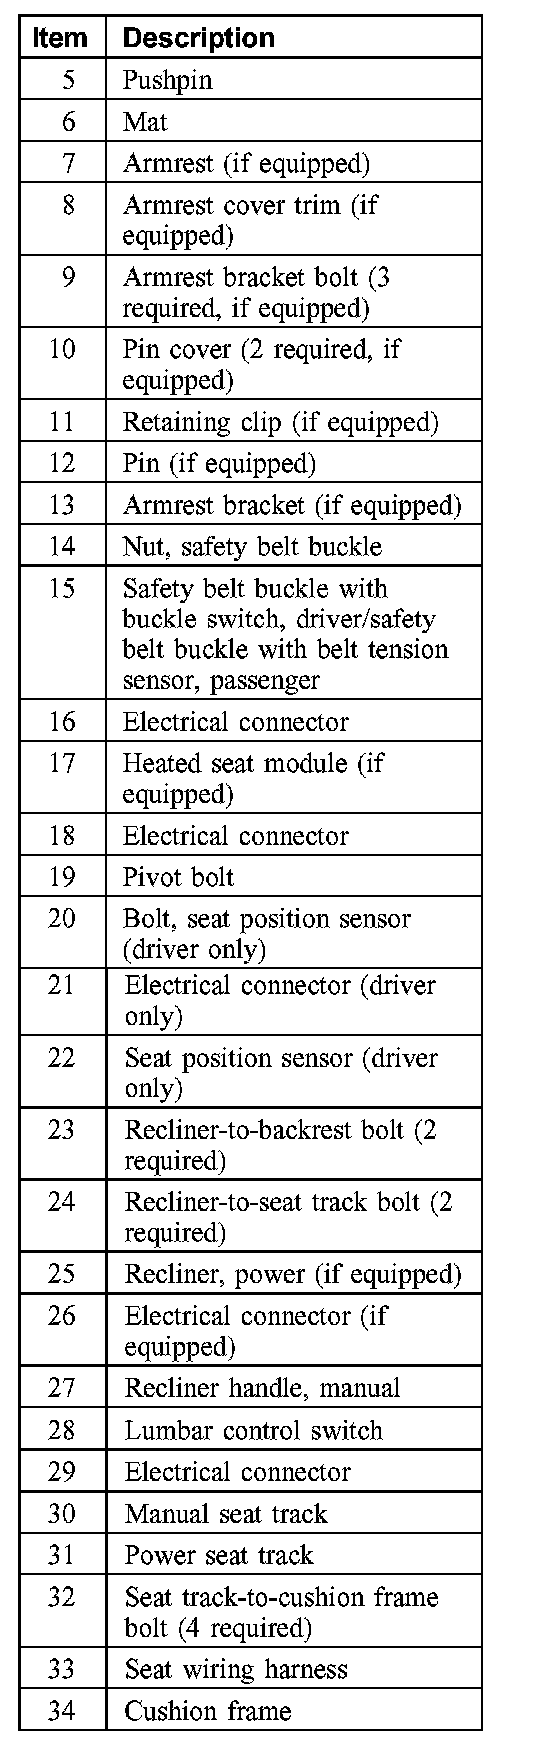 Item Description
5 Pushpin
6 Mat
7 Armrest (if equipped)
8 Armrest cover trim (if
equipped)
9 Armrest bracket bolt (3
required, if equipped)
10 Pin cover (2 required, if
equipped)
11 Retaining clip (if equipped)
12 Pin (if equipped)
13 Armrest bracket (if equipped)
14 Nut, safety belt buckle
15 Safety belt buckle with
buckle switch, driver/safety
belt buckle with belt tension
sensor, passenger
16 Electrical connector
17 Heated seat module (if
equipped)
18 Electrical connector
19 Pivot bolt
20 Bolt, seat position sensor
(driver only)
21 Electrical connector (driver
only)
22 Seat position sensor (driver
only)
23 Recliner-to-backrest bolt (2
required)
24 Recliner-to-seat track bolt (2
required)
25 Recliner, power (if equipped)
26 Electrical connector (if
equipped)
27 Recliner handle, manual
28 Lumbar control switch
29 Electrical connector
30 Manual seat track
31 Power seat track
32 Seat track-to-cushion frame
bolt (4 required)
33 Seat wiring harness
34 Cushion frame